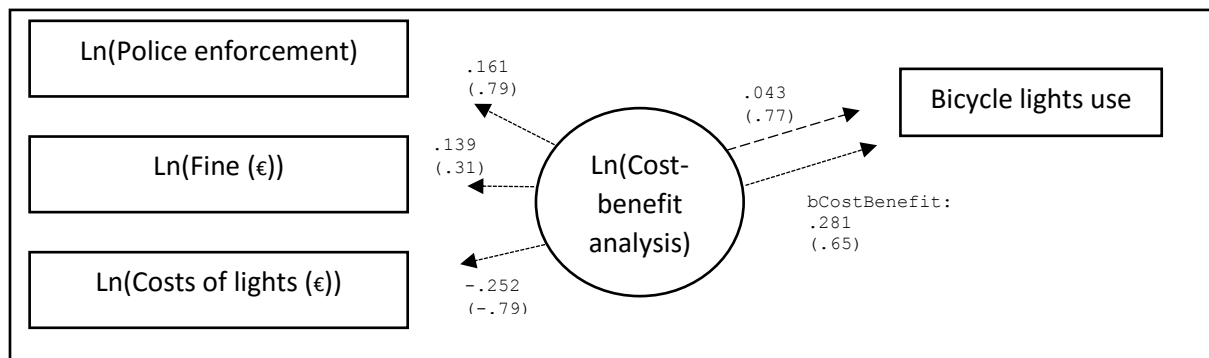 Ln(Police enforcement)
.161
(.79)
.043
(.77)
Bicycle lights use
Ln(Fine (€))
.139
(.31)
Ln(Cost-
benefit
analysis)
bCostBenefit:
.281
(.65)
Ln(Costs of lights (€))
-.252
(-.79)